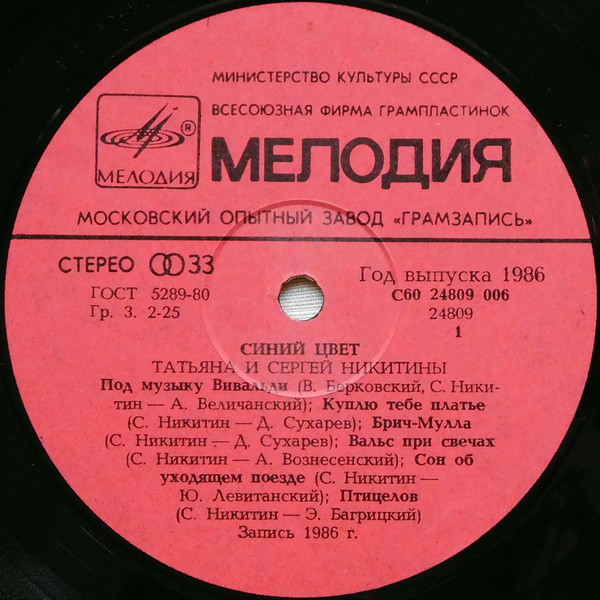 МИНИСТЕРСТВО КУЛЬТУРЫ СССР
ВСЕСОЮЗНАЯ ФИРМА ГРАМПЛАСТИНОК
® МЕЛОДИЯ
МЕЛОДИЯ
МОСКОВСКИЙ ОПЫТНЫЙ ЗАВОД «ГРАМЗАПИСЬ»
СТЕРЕО 33
Год выпуска 1986
ГОСТ 5289-80
С60 24809 006
Гр. 3. 2-25
24809
1
СИНИЙ ЦВЕТ
ТАТЬЯНА И СЕРГЕЙ НИКИТИНЫ
Под музыку Вивальди (В. Берковский, С. Ники-
тин — А. Величанский); Куплю тебе платье
(С. Никитин — Д. Сухарев); Брич-Мулла
(С. Никитин — Д. Сухарев); Вальс при свечах
(С. Никитин — А. Вознесенский); Сон об
уходящем поезде (С. Никитин —
Ю. Левитанский); Птицелов
(С. Никитин — Э. Багрицкий)
Запись 1986 г.